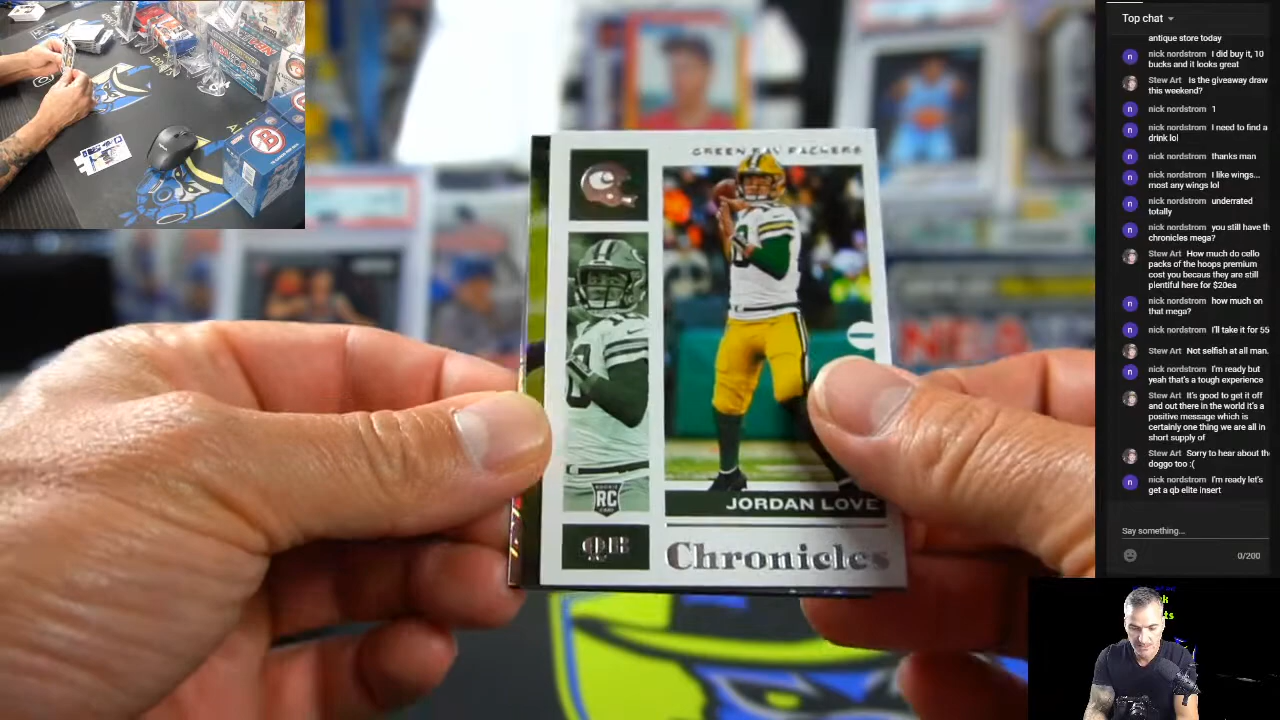 GREEN BAY PACKERS
ROOKIE
RC
CARD
JORDAN LOVE
QB
Chronicles
Top chat
antique store today
nick nordstrom I did buy it, 10
bucks and it looks great
Stew Art Is the giveaway draw
this weekend?
nick nordstrom 1
nick nordstrom I need to find a
drink lol
nick nordstrom thanks man
nick nordstrom I like wings...
most any wings lol
nick nordstrom underrated
totally
nick nordstrom you still have th
chronicles mega?
Stew Art How much do cello
packs of the hoops premium
cost you becaus they are still
plentiful here for $20ea
nick nordstrom how much on
that mega?
nick nordstrom I'll take it for 55
Stew Art Not selfish at all man.
nick nordstrom I'm ready but
yeah that's a tough experience
Stew Art It's good to get it off
and out there in the world it's a
positive message which is
certainly one thing we are all in
short supply of
Stew Art Sorry to hear about the
doggo too :(
nick nordstrom I'm ready let's
get a qb elite insert
Say something...
0/200